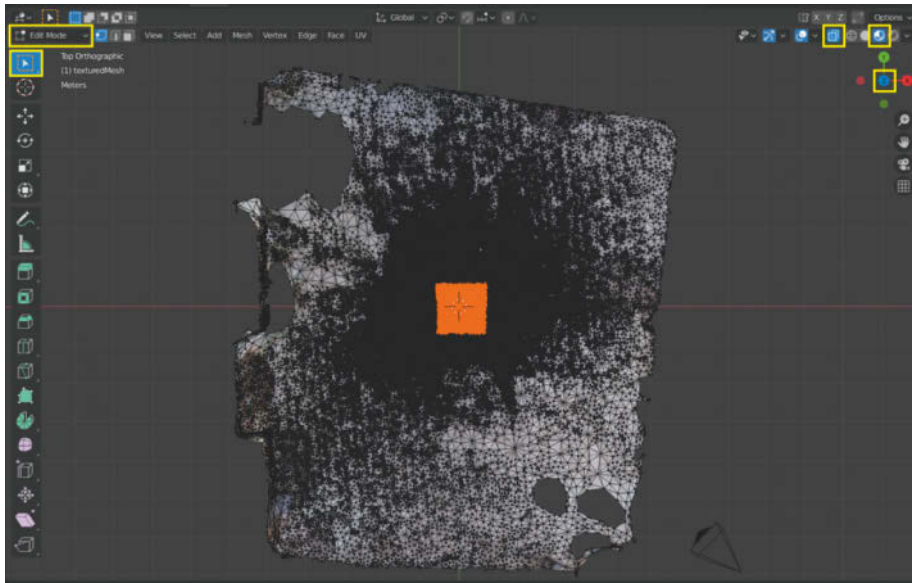 Global
X Y Z
Options
Edit Mode
View Select Add Mesh Vertex Edge Face UV
Top Orthographic
(1) texturedMesh
Meters